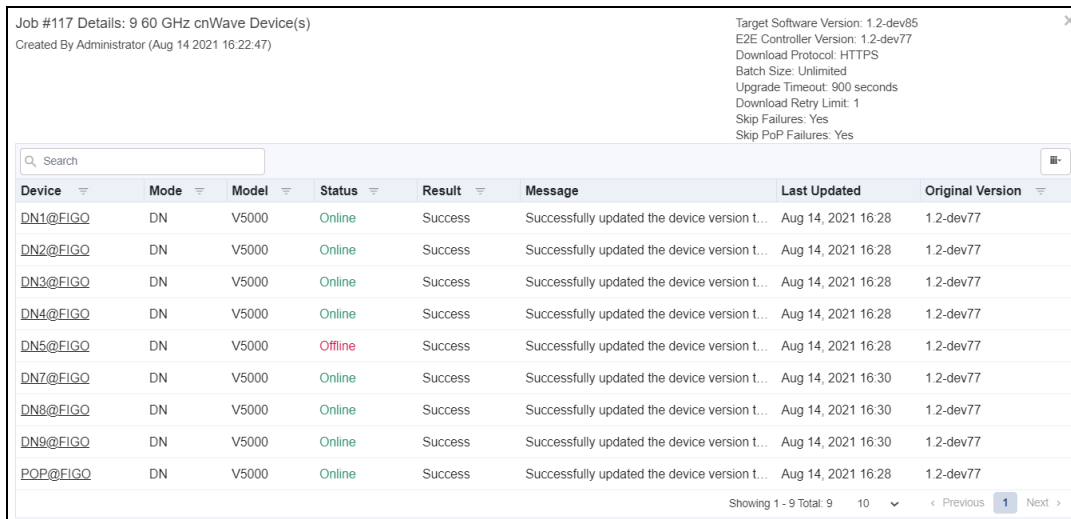 Job #117 Details: 9 60 GHz cnWave Device(s)
Created By Administrator (Aug 14 2021 16:22:47)
Target Software Version: 1.2-dev85
E2E Controller Version: 1.2-dev77
Download Protocol: HTTPS
Batch Size: Unlimited
Upgrade Timeout: 900 seconds
Download Retry Limit: 1
Skip Failures: Yes
Skip PoP Failures: Yes
Search
Device Mode Model Status Result Message Last Updated Original Version
DN1@FIGO DN V5000 Online Success Successfully updated the device version t... Aug 14, 2021 16:28 1.2-dev77
DN2@FIGO DN V5000 Online Success Successfully updated the device version t... Aug 14, 2021 16:28 1.2-dev77
DN3@FIGO DN V5000 Online Success Successfully updated the device version t... Aug 14, 2021 16:28 1.2-dev77
DN4@FIGO DN V5000 Online Success Successfully updated the device version t... Aug 14, 2021 16:28 1.2-dev77
DN5@FIGO DN V5000 Offline Success Successfully updated the device version t... Aug 14, 2021 16:28 1.2-dev77
DN7@FIGO DN V5000 Online Success Successfully updated the device version t... Aug 14, 2021 16:30 1.2-dev77
DN8@FIGO DN V5000 Online Success Successfully updated the device version t... Aug 14, 2021 16:30 1.2-dev77
DN9@FIGO DN V5000 Online Success Successfully updated the device version t... Aug 14, 2021 16:30 1.2-dev77
POP@FIGO DN V5000 Online Success Successfully updated the device version t... Aug 14, 2021 16:28 1.2-dev77
Showing 1 - 9 Total: 9 10 < Previous 1 Next >